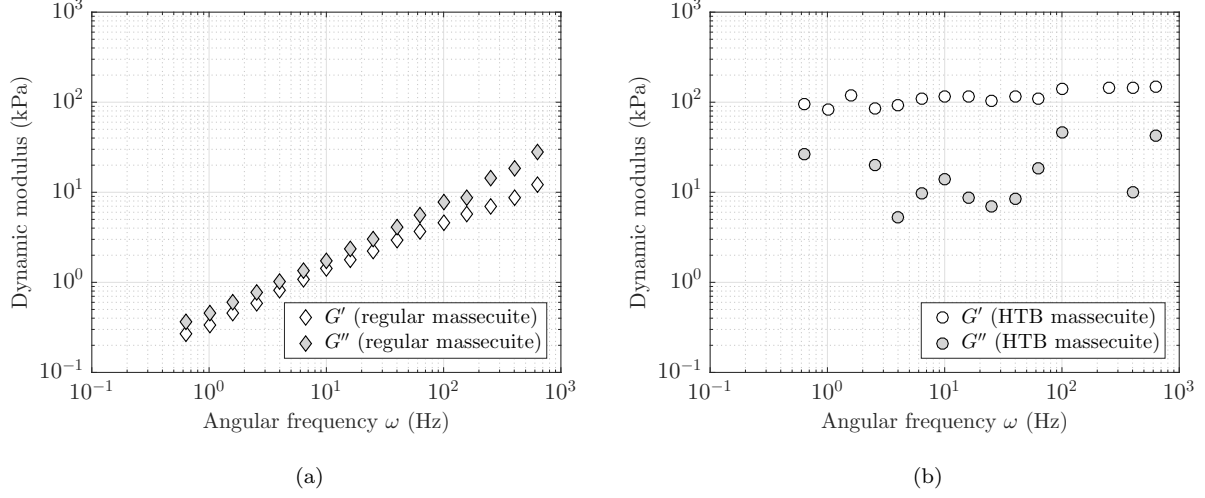 10^3
10^2
10^1
10^0
10^−1
Dynamic modulus (kPa)
G′ (regular massecuite)
G′′ (regular massecuite)
10^−1 10^0 10^1 10^2 10^3
Angular frequency ω (Hz)
(a)
10^3
10^2
10^1
10^0
10^−1
Dynamic modulus (kPa)
G′ (HTB massecuite)
G′′ (HTB massecuite)
10^−1 10^0 10^1 10^2 10^3
Angular frequency ω (Hz)
(b)